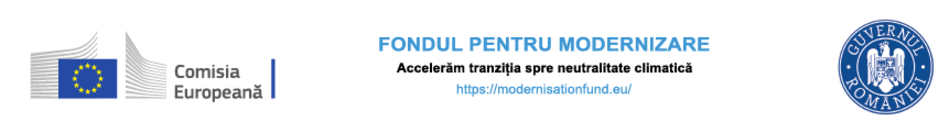 Comisia
Europeană
FONDUL PENTRU MODERNIZARE
Accelerăm tranziția spre neutralitate climatică
https://modernisationfund.eu/
GUVERNUL
ROMÂNIEI